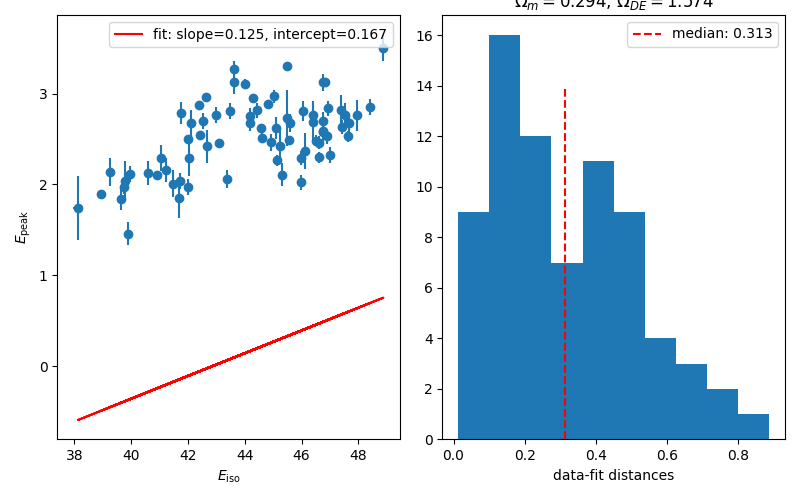 Ω_m = 0.294, Ω_DE = 1.574
fit: slope=0.125, intercept=0.167
median: 0.313
3
2
1
0
E_peak
38 40 42 44 46 48
E_iso
16
14
12
10
8
6
4
2
0
0.0 0.2 0.4 0.6 0.8
data-fit distances